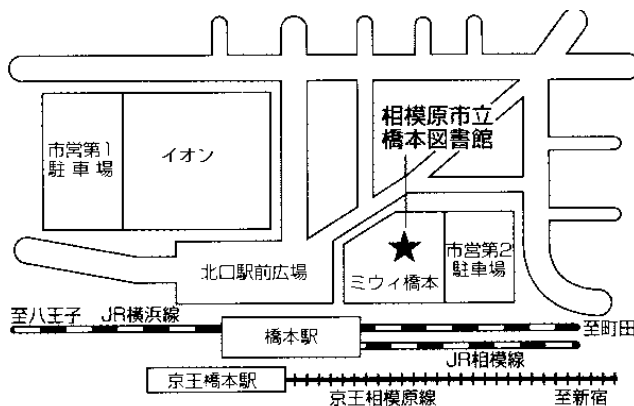 相模原市立
橋本図書館
市営第1
駐車場
イオン
北口駅前広場
ミウィ橋本
市営第2
駐車場
至八王子
JR横浜線
橋本駅
至町田
JR相模線
京王橋本駅
京王相模原線
至新宿